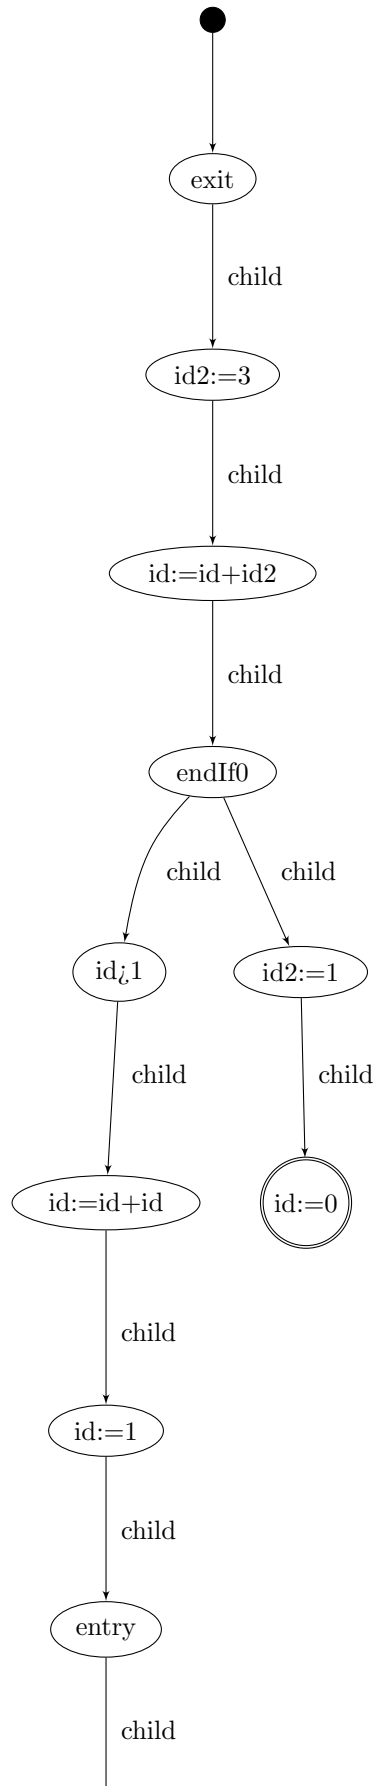 exit
child
id2:=3
child
id:=id+id2
child
endIf0
child
child
id¿1
id2:=1
child
child
id:=id+id
id:=0
child
id:=1
child
entry
child